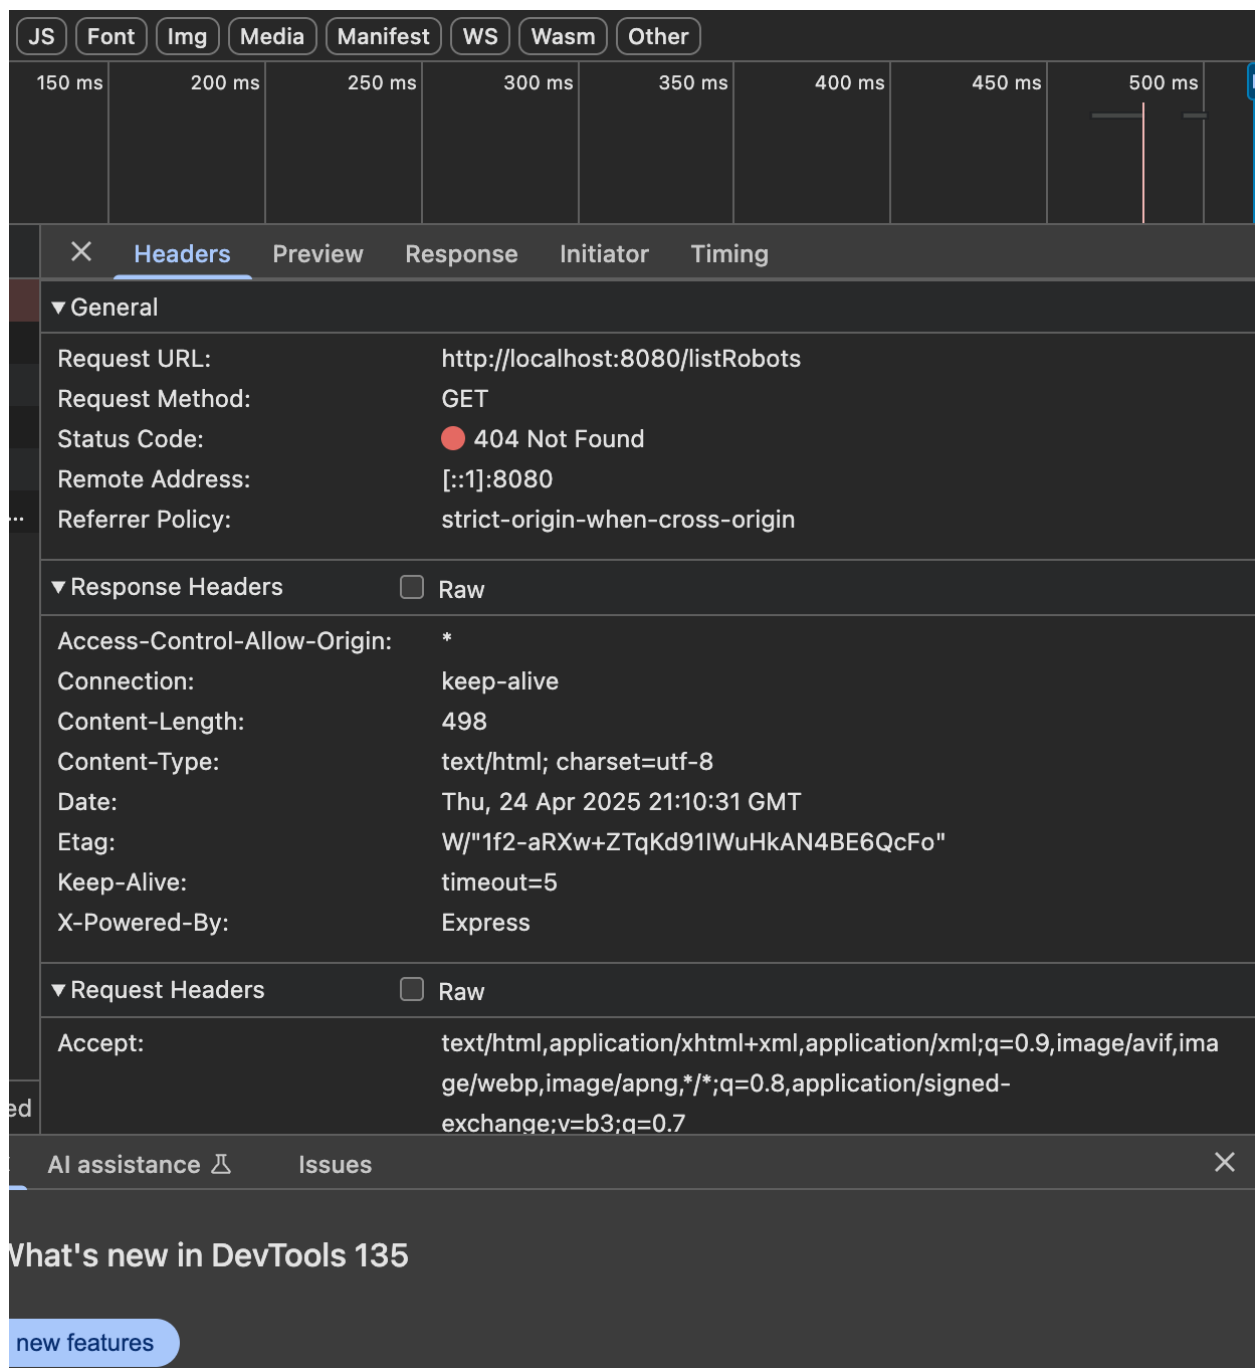 JS Font Img Media Manifest WS Wasm Other
150 ms 200 ms 250 ms 300 ms 350 ms 400 ms 450 ms 500 ms
Headers Preview Response Initiator Timing
General
Request URL: http://localhost:8080/listRobots
Request Method: GET
Status Code: 404 Not Found
Remote Address: [::1]:8080
Referrer Policy: strict-origin-when-cross-origin
...
Response Headers Raw
Access-Control-Allow-Origin: *
Connection: keep-alive
Content-Length: 498
Content-Type: text/html; charset=utf-8
Date: Thu, 24 Apr 2025 21:10:31 GMT
Etag: W/"1f2-aRXw+ZTqKd91IWuHkAN4BE6QcFo"
Keep-Alive: timeout=5
X-Powered-By: Express
Request Headers Raw
Accept: text/html,application/xhtml+xml,application/xml;q=0.9,image/avif,ima
ge/webp,image/apng,*/*;q=0.8,application/signed-
exchange;v=b3;q=0.7
ed
AI assistance Issues
What's new in DevTools 135
new features